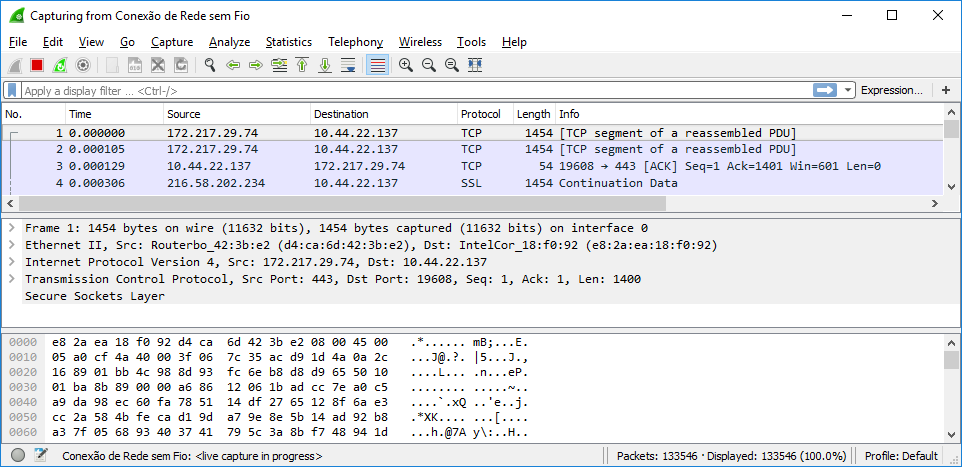 Capturing from Conexão de Rede sem Fio
File Edit View Go Capture Analyze Statistics Telephony Wireless Tools Help
Apply a display filter ... <Ctrl-/> Expression... +
No. Time Source Destination Protocol Length Info
1 0.000000 172.217.29.74 10.44.22.137 TCP 1454 [TCP segment of a reassembled PDU]
2 0.000105 172.217.29.74 10.44.22.137 TCP 1454 [TCP segment of a reassembled PDU]
3 0.000129 10.44.22.137 172.217.29.74 TCP 54 19608 → 443 [ACK] Seq=1 Ack=1401 Win=601 Len=0
4 0.000306 216.58.202.234 10.44.22.137 SSL 1454 Continuation Data
Frame 1: 1454 bytes on wire (11632 bits), 1454 bytes captured (11632 bits) on interface 0
Ethernet II, Src: Routerbo_42:3b:e2 (d4:ca:6d:42:3b:e2), Dst: IntelCor_18:f0:92 (e8:2a:ea:18:f0:92)
Internet Protocol Version 4, Src: 172.217.29.74, Dst: 10.44.22.137
Transmission Control Protocol, Src Port: 443, Dst Port: 19608, Seq: 1, Ack: 1, Len: 1400
Secure Sockets Layer
0000 e8 2a ea 18 f0 92 d4 ca 6d 42 3b e2 08 00 45 00 .*...... mB;...E.
0010 05 a0 cf 4a 40 00 3f 06 7c 35 ac d9 1d 4a 0a 2c ...J@.?. |5...J.,
0020 16 89 01 bb 4c 98 8d 93 fc 6e b8 d8 d9 65 50 10 ....L... .n...eP.
0030 01 ba 8b 89 00 00 a6 86 12 06 1b ad cc 7e a0 c5 ........ .....~..
0040 a9 da 98 ec 60 fa 78 51 14 df 27 65 12 8f 6a e3 ....`.xQ ..'e..j.
0050 cc 2a 58 4b fe ca d1 9d a7 9e 8e 5b 14 ad 92 b8 .*XK.... ...[....
0060 a3 7f 05 68 93 40 37 41 79 5c 3a 8b f7 48 94 1d ...h.@7A y\:..H..
Conexão de Rede sem Fio: <live capture in progress> Packets: 133546 · Displayed: 133546 (100.0%) Profile: Default